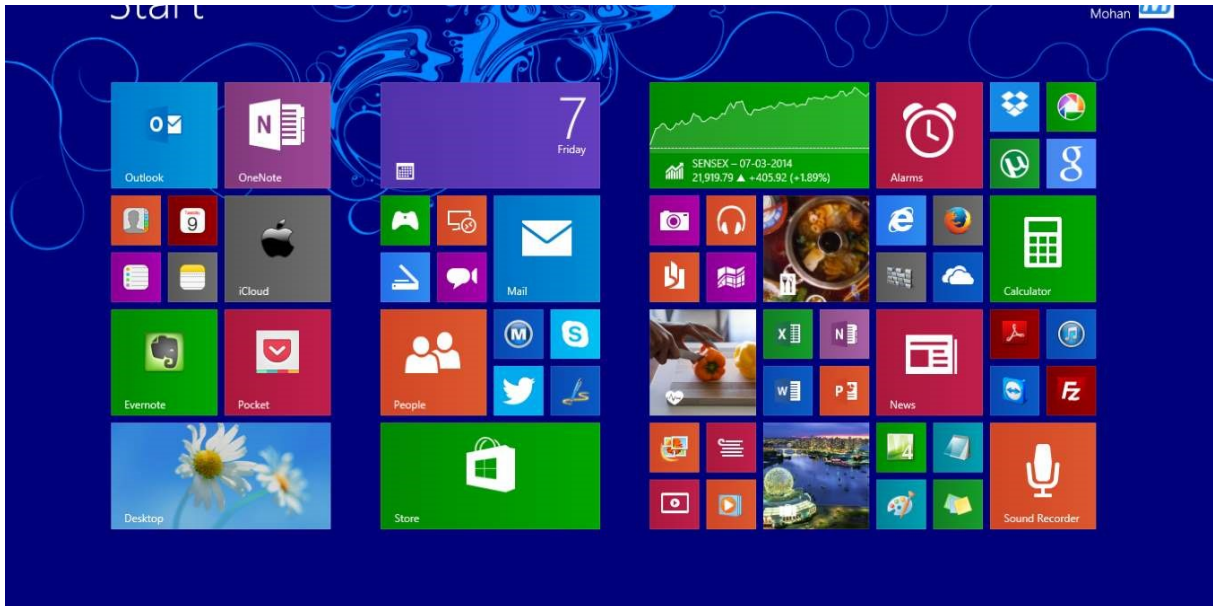 Start
Mohan
Outlook
OneNote
7
Friday
SENSEX – 07-03-2014
21,919.79 ▲ +405.92 (+1.89%)
Alarms
9
iCloud
Mail
Calculator
Evernote
Pocket
People
News
Desktop
Store
Sound Recorder